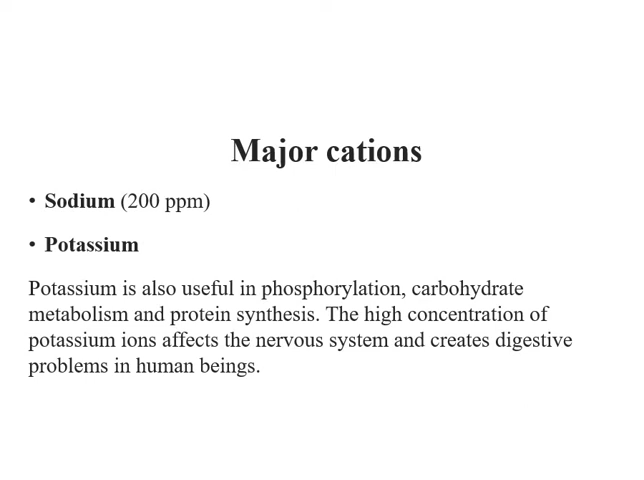 Major cations
• Sodium (200 ppm)
• Potassium
Potassium is also useful in phosphorylation, carbohydrate
metabolism and protein synthesis. The high concentration of
potassium ions affects the nervous system and creates digestive
problems in human beings.